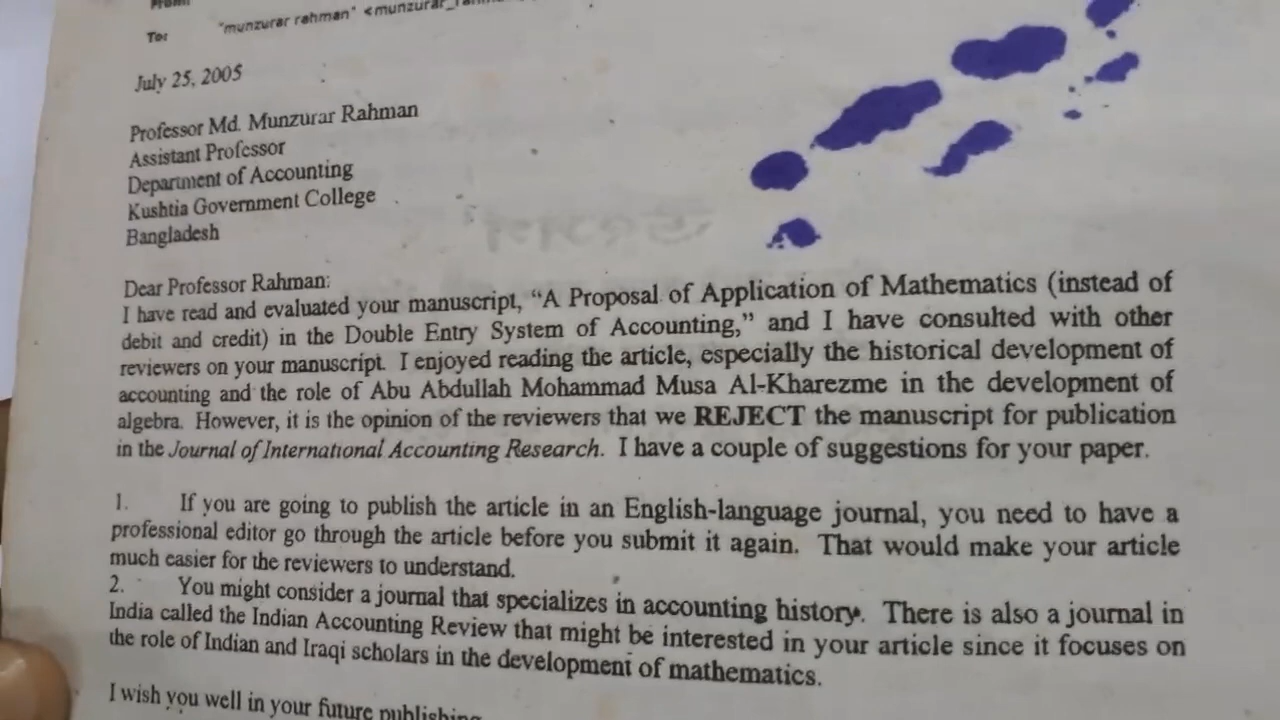 From:
To: "munzurar rahman"
July 25, 2005
Professor Md. Munzurar Rahman
Assistant Professor
Department of Accounting
Kushtia Government College
Bangladesh
Dear Professor Rahman:
I have read and evaluated your manuscript, “A Proposal of Application of Mathematics (instead of
debit and credit) in the Double Entry System of Accounting,” and I have consulted with other
reviewers on your manuscript. I enjoyed reading the article, especially the historical development of
accounting and the role of Abu Abdullah Mohammad Musa Al-Kharezme in the development of
algebra. However, it is the opinion of the reviewers that we REJECT the manuscript for publication
in the Journal of International Accounting Research. I have a couple of suggestions for your paper.
1. If you are going to publish the article in an English-language journal, you need to have a
professional editor go through the article before you submit it again. That would make your article
much easier for the reviewers to understand.
2. You might consider a journal that specializes in accounting history. There is also a journal in
India called the Indian Accounting Review that might be interested in your article since it focuses on
the role of Indian and Iraqi scholars in the development of mathematics.
I wish you well in your future publishing